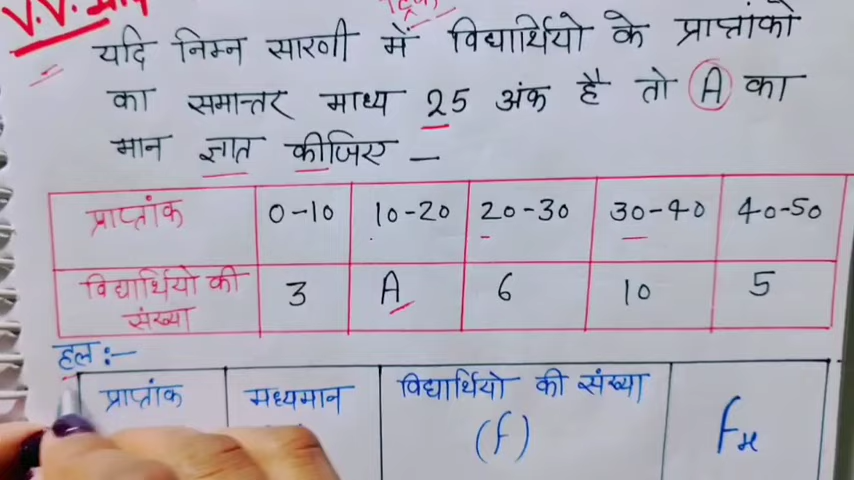 यदि निम्न सारणी में विद्यार्थियो के प्राप्तांको
का समान्तर माध्य 25 अंक है तो A का
मान ज्ञात कीजिए –
प्राप्तांक 0-10 10-20 20-30 30-40 40-50
विद्यार्थियो की संख्या 3 A 6 10 5
हल :–
प्राप्तांक मध्यमान विद्यार्थियो की संख्या (f) fx